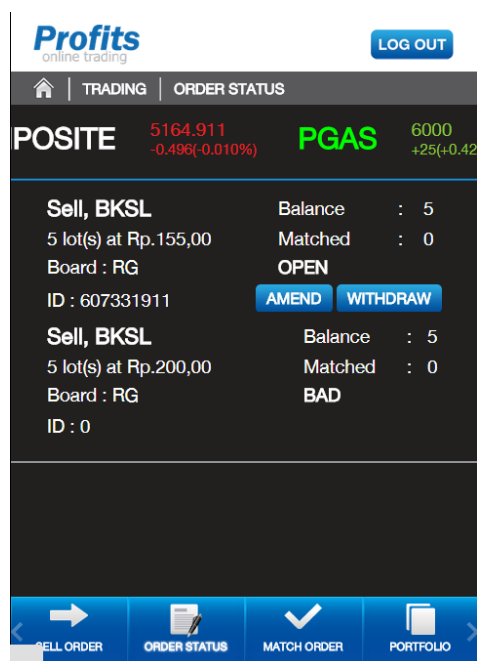 Profits
online trading
LOG OUT
TRADING | ORDER STATUS
POSITE 5164.911 PGAS 6000
-0.496(-0.010%) +25(+0.42
Sell, BKSL Balance : 5
5 lot(s) at Rp.155,00 Matched : 0
Board : RG OPEN
ID : 607331911 AMEND WITHDRAW
Sell, BKSL Balance : 5
5 lot(s) at Rp.200,00 Matched : 0
Board : RG BAD
ID : 0
ELL ORDER ORDER STATUS MATCH ORDER PORTFOLIO